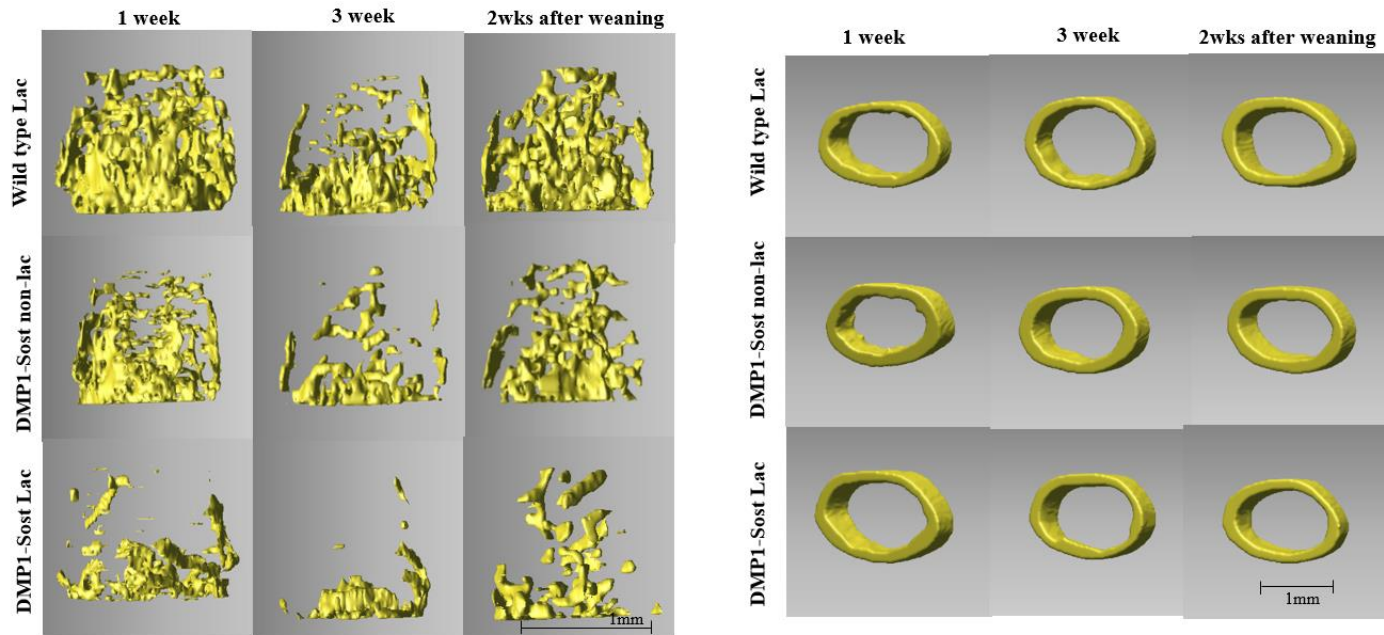 1 week 3 week 2wks after weaning
Wild type Lac
DMP1-Sost non-lac
DMP1-Sost Lac
1mm
1 week 3 week 2wks after weaning
Wild type Lac
DMP1-Sost non-lac
DMP1-Sost Lac
1mm